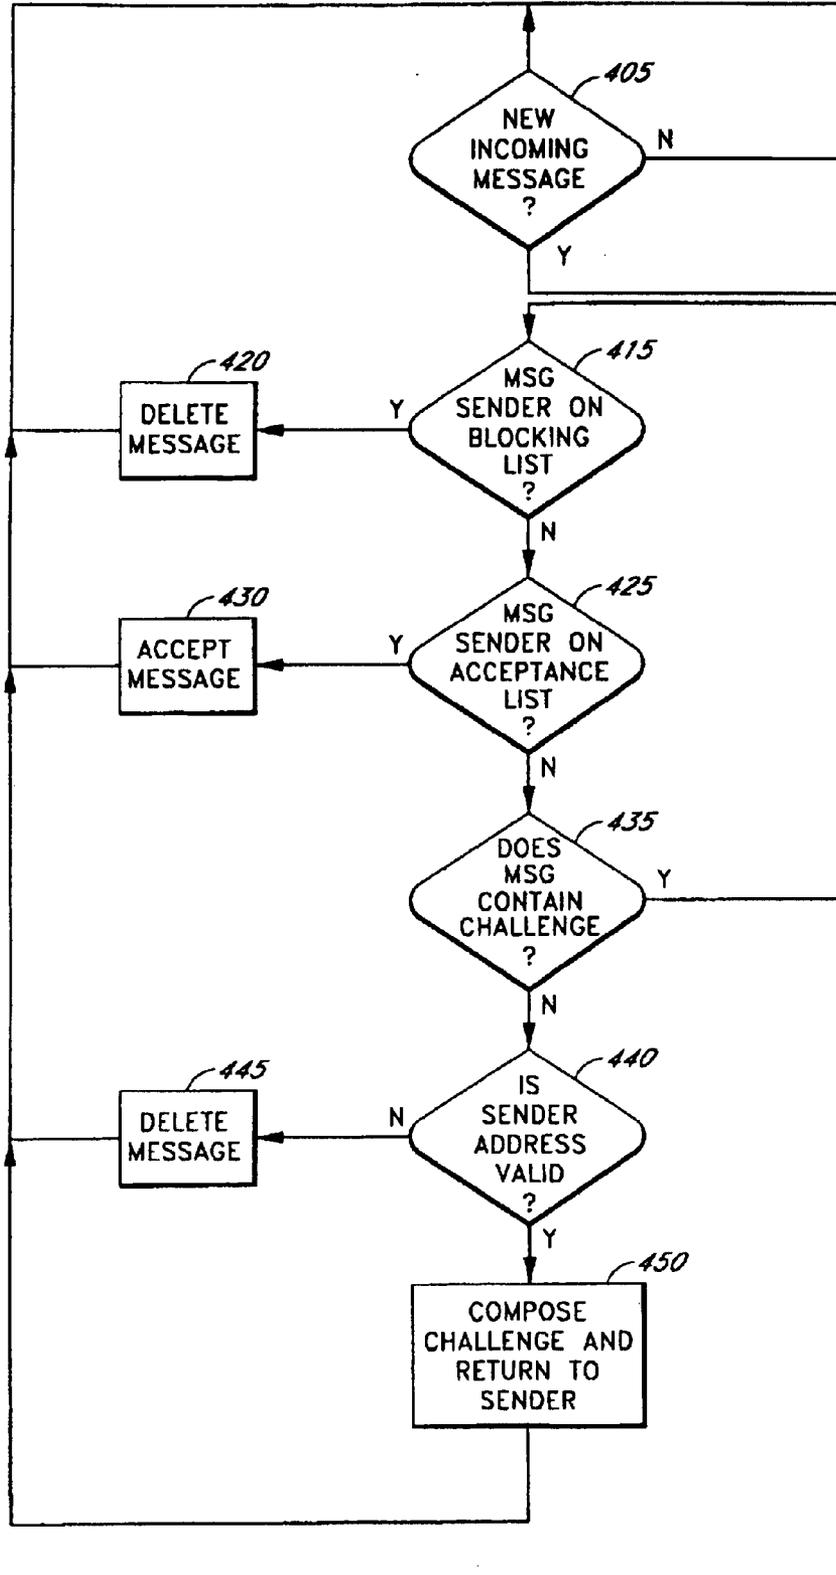 405
NEW
INCOMING
MESSAGE
?
N
Y
415
MSG
SENDER ON
BLOCKING
LIST
?
Y
N
420
DELETE
MESSAGE
425
MSG
SENDER ON
ACCEPTANCE
LIST
?
Y
N
430
ACCEPT
MESSAGE
435
DOES
MSG
CONTAIN
CHALLENGE
?
Y
N
440
IS
SENDER
ADDRESS
VALID
?
N
Y
445
DELETE
MESSAGE
450
COMPOSE
CHALLENGE AND
RETURN TO
SENDER